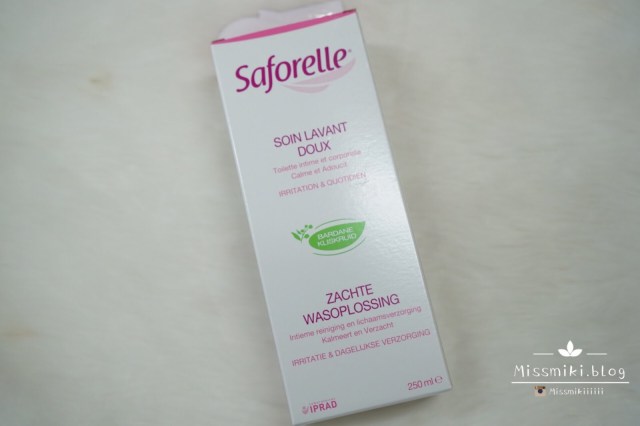 Saforelle®
SOIN LAVANT
DOUX
Toilette intime et corporelle
Calme et Adoucit
IRRITATION & QUOTIDIEN
BARDANE
KLISKRUID
ZACHTE
WASOPLOSSING
Intieme reiniging en lichaamsverzorging
Kalmeert en Verzacht
IRRITATIE & DAGELIJKSE VERZORGING
250 ml e
IPRAD
Missmiki.blog
Missmikiiiiii